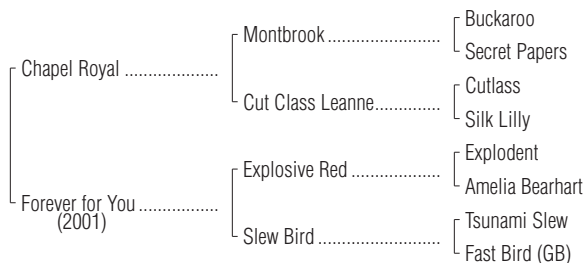 Buckaroo
Montbrook ........................
Secret Papers
Chapel Royal ....................
Cutlass
Cut Class Leanne..............
Silk Lilly
Explodent
Explosive Red ...................
Amelia Bearhart
Forever for You .................
(2001)
Tsunami Slew
Slew Bird ..........................
Fast Bird (GB)